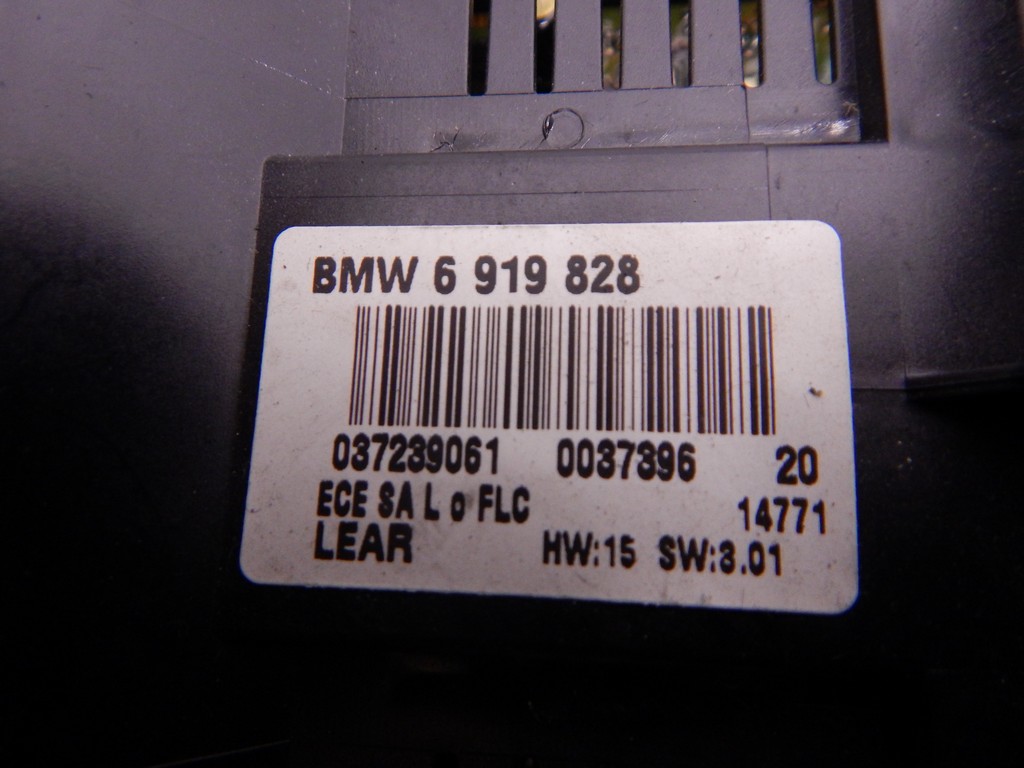 BMW 6 919 828
037239061 0037396 20
ECE SA L o FLC 14771
LEAR HW:15 SW:3.01